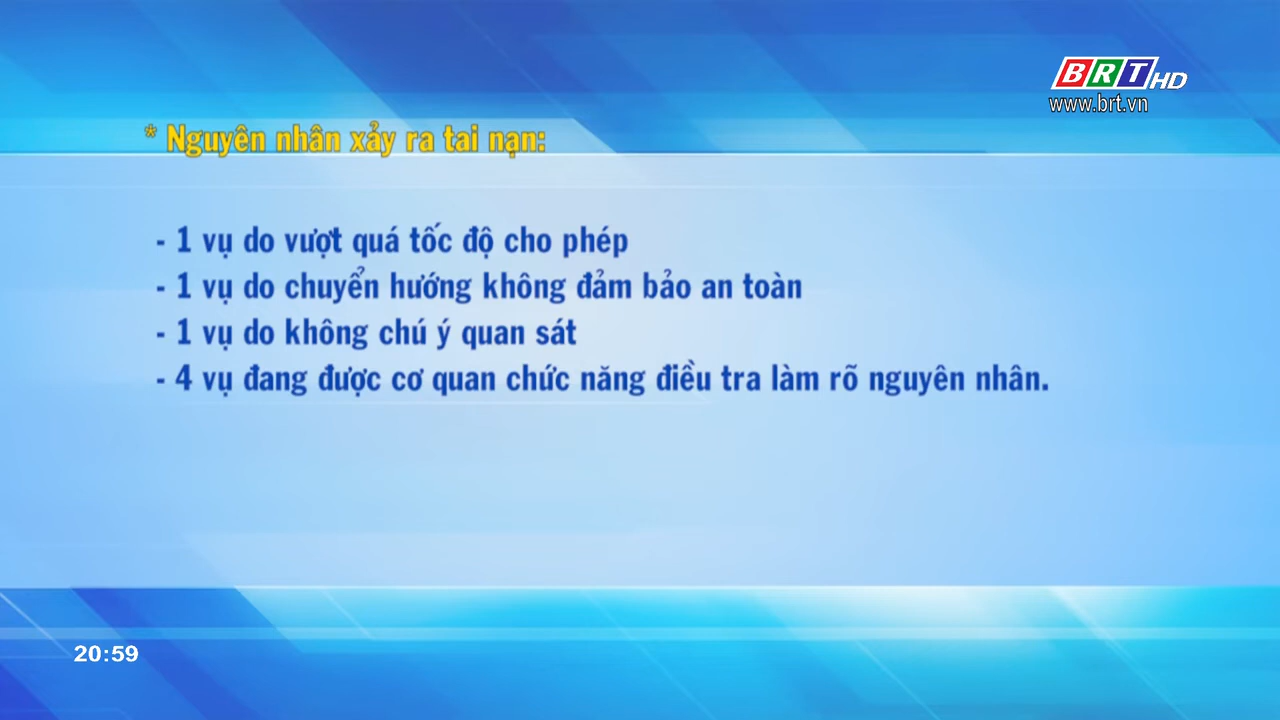 BRT HD
www.brt.vn
* Nguyên nhân xảy ra tai nạn:
- 1 vụ do vượt quá tốc độ cho phép
- 1 vụ do chuyển hướng không đảm bảo an toàn
- 1 vụ do không chú ý quan sát
- 4 vụ đang được cơ quan chức năng điều tra làm rõ nguyên nhân.
20:59